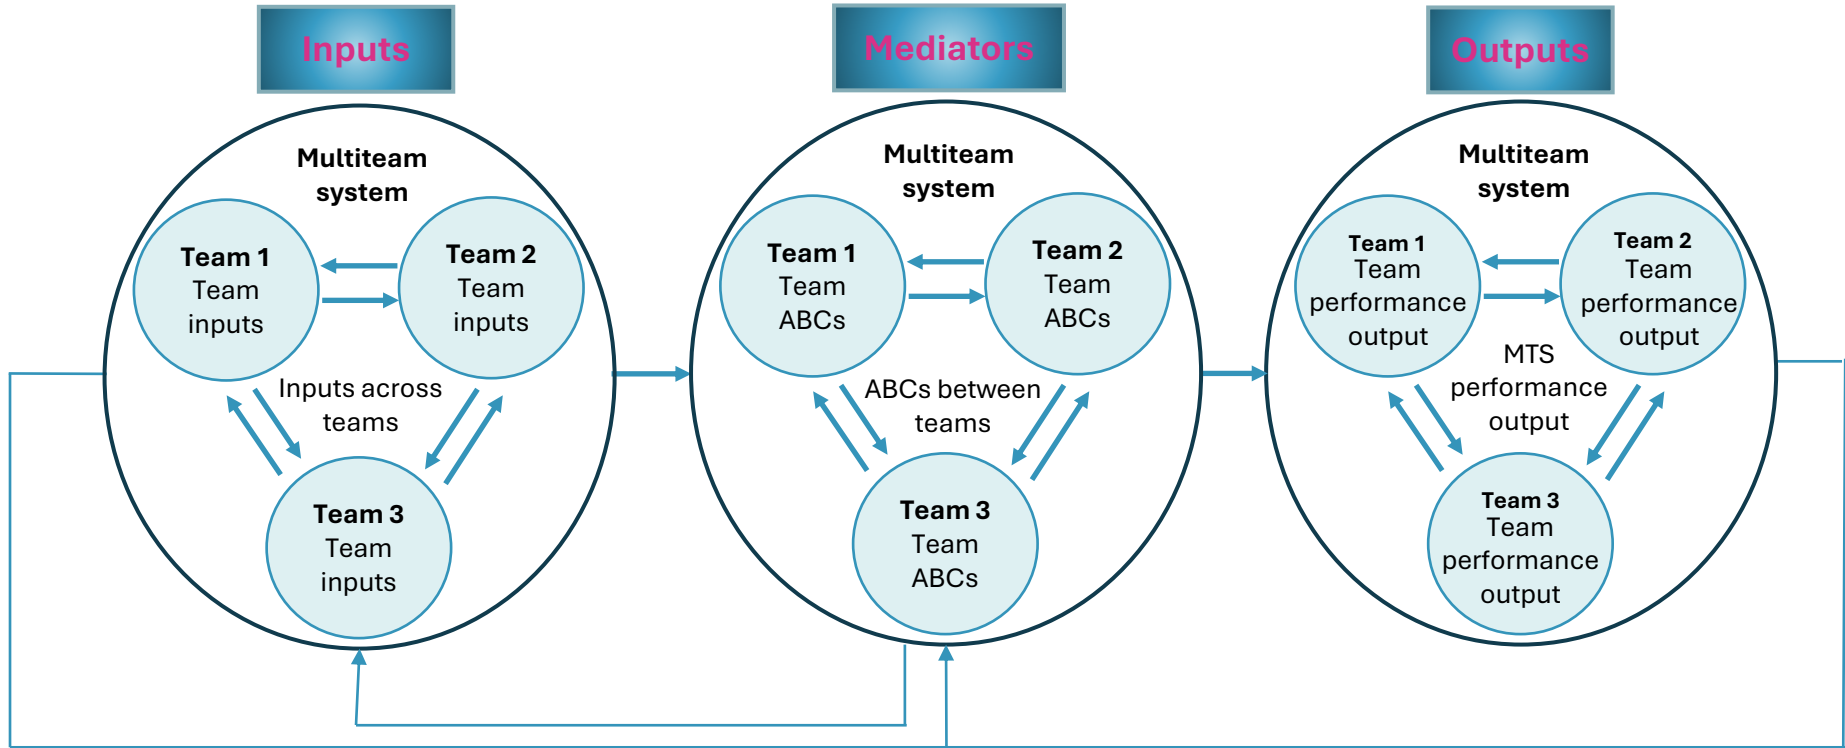 Inputs
Mediators
Outputs
Multiteam
system
Team 1
Team
inputs
Team 2
Team
inputs
Inputs across
teams
Team 3
Team
inputs
Multiteam
system
Team 1
Team
ABCs
Team 2
Team
ABCs
ABCs between
teams
Team 3
Team
ABCs
Multiteam
system
Team 1
Team
performance
output
Team 2
Team
performance
output
MTS
performance
output
Team 3
Team
performance
output